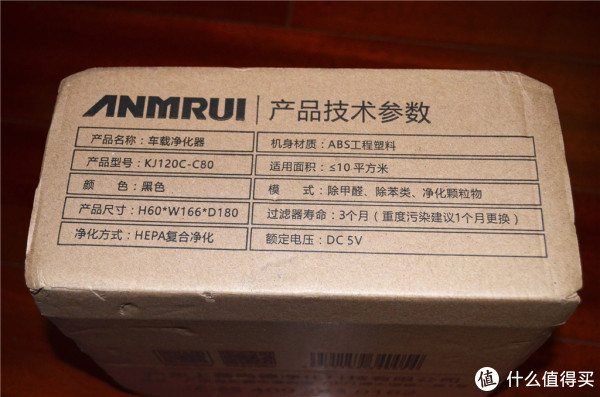 ANMRUI 产品技术参数
产品名称：车载净化器 机身材质：ABS工程塑料
产品型号：KJ120C-C80 适用面积：≤10平方米
颜 色：黑色 模 式：除甲醛、除苯类、净化颗粒物
产品尺寸：H60*W166*D180 过滤器寿命：3个月（重度污染建议1个月更换）
净化方式：HEPA复合净化 额定电压：DC 5V
值 什么值得买